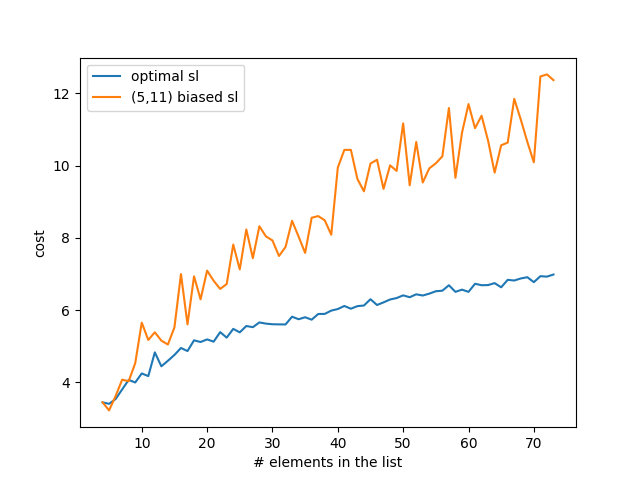 optimal sl
(5,11) biased sl
12
10
8
6
4
cost
10 20 30 40 50 60 70
# elements in the list